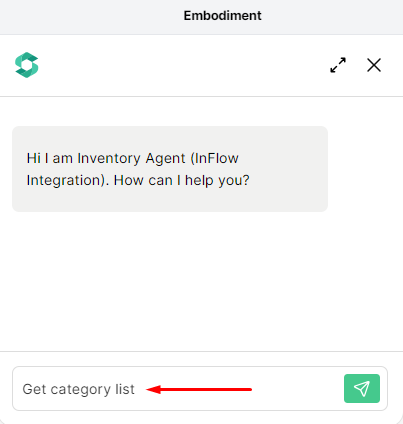 Embodiment
Hi I am Inventory Agent (InFlow
Integration). How can I help you?
Get category list